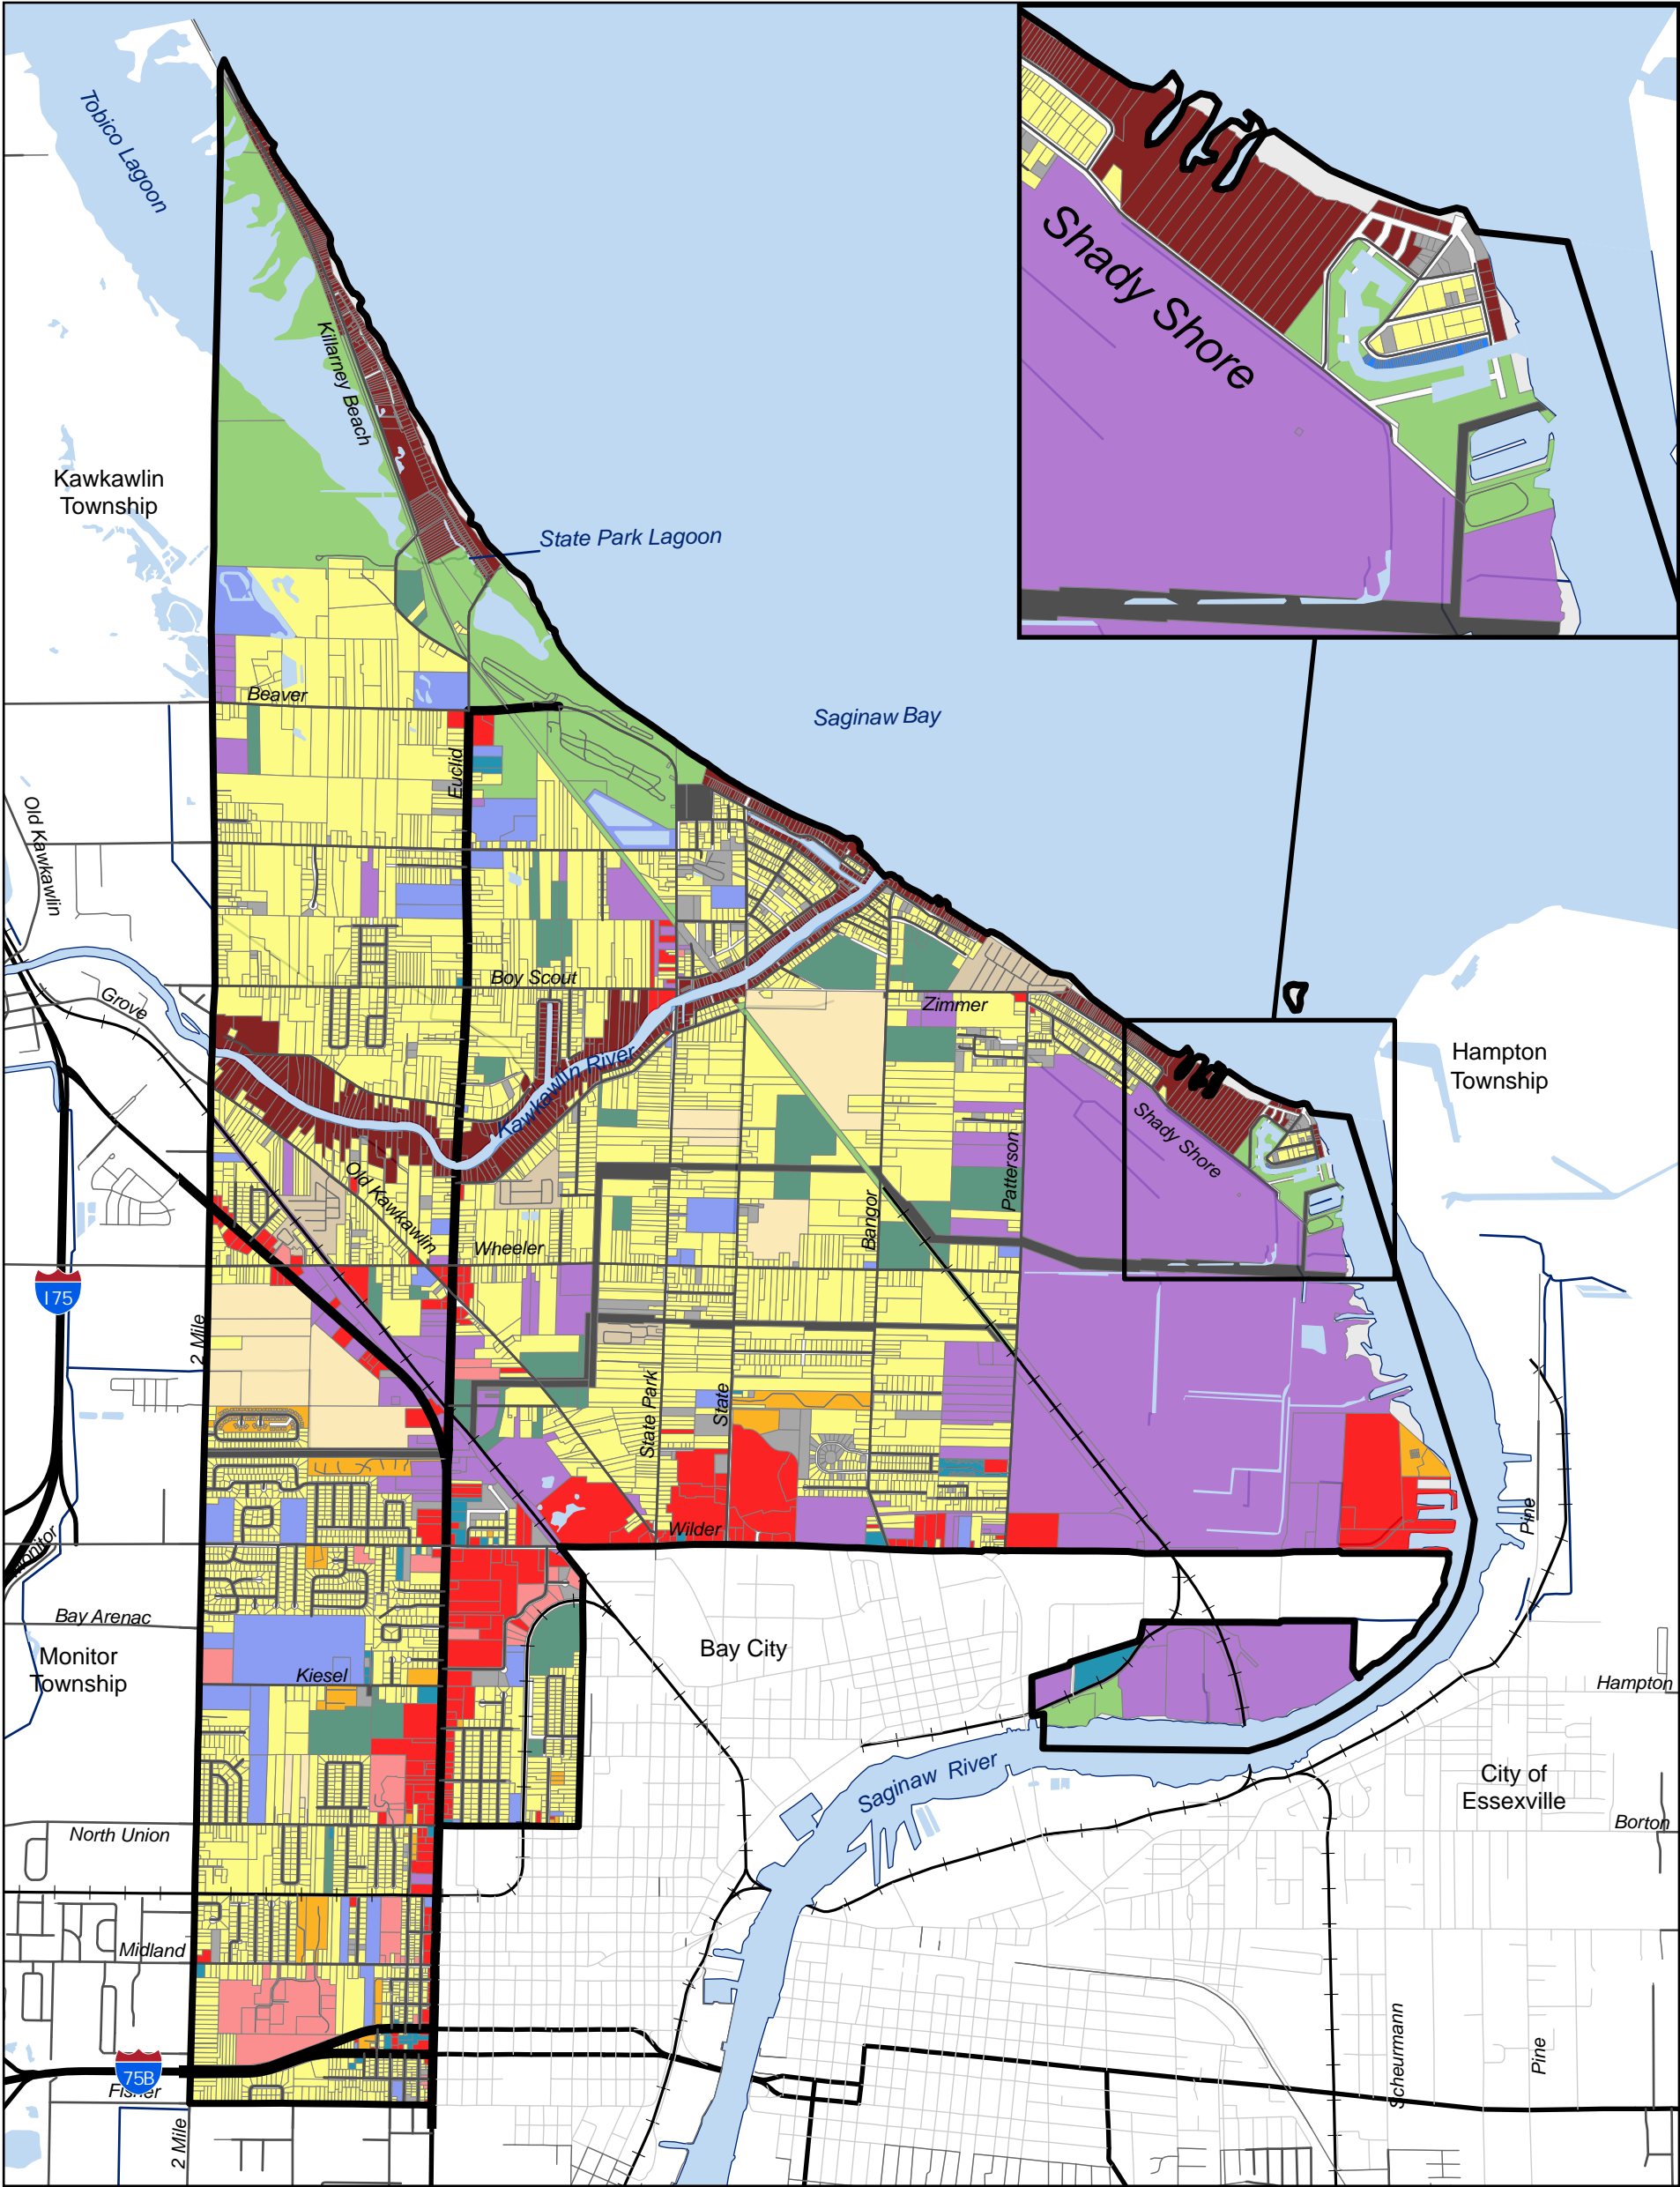 Tobico Lagoon
Shady Shore
Killarney Beach
Kawkawlin
Township
State Park Lagoon
Beaver
Saginaw Bay
Euclid
Old Kawkawlin
Boy Scout
Grove
Zimmer
Hampton
Township
Kawkawlin River
Shady Shore
Patterson
Old Kawkawlin
Bangor
Wheeler
I 75
2 Mile
State Park
State
Wilder
Pine
Monitor
Bay Arenac
Monitor
Township
Bay City
Kiesel
Hampton
Saginaw River
City of
Essexville
North Union
Borton
Midland
Scheurmann
Pine
75B
Fisher
2 Mile